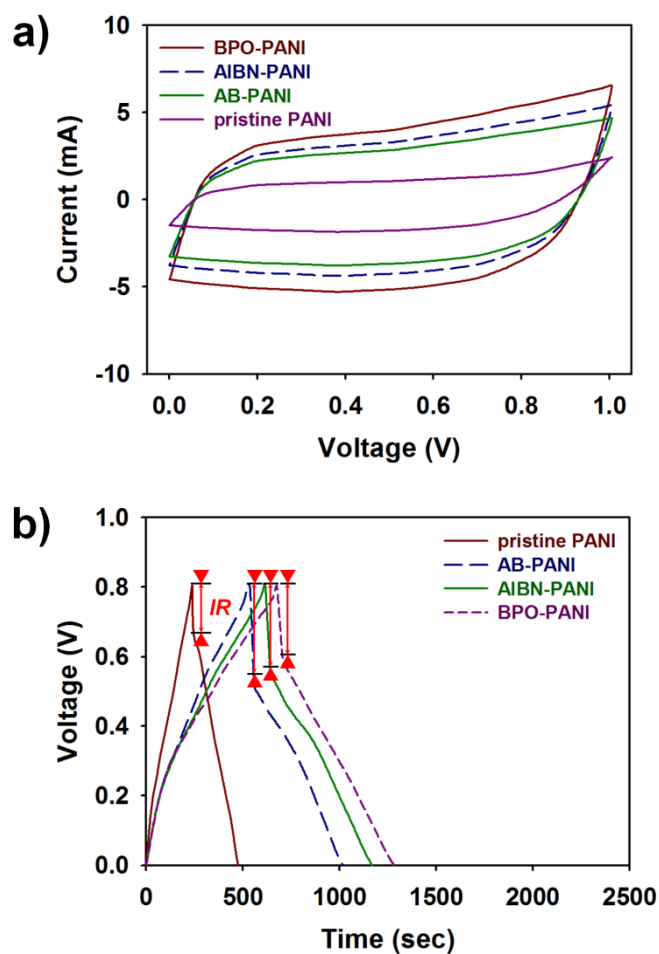 a)
10
5
0
-5
-10
Current (mA)
BPO-PANI
AIBN-PANI
AB-PANI
pristine PANI
0.0 0.2 0.4 0.6 0.8 1.0
Voltage (V)
b)
1.0
0.8
0.6
0.4
0.2
0.0
Voltage (V)
IR
pristine PANI
AB-PANI
AIBN-PANI
BPO-PANI
0 500 1000 1500 2000 2500
Time (sec)